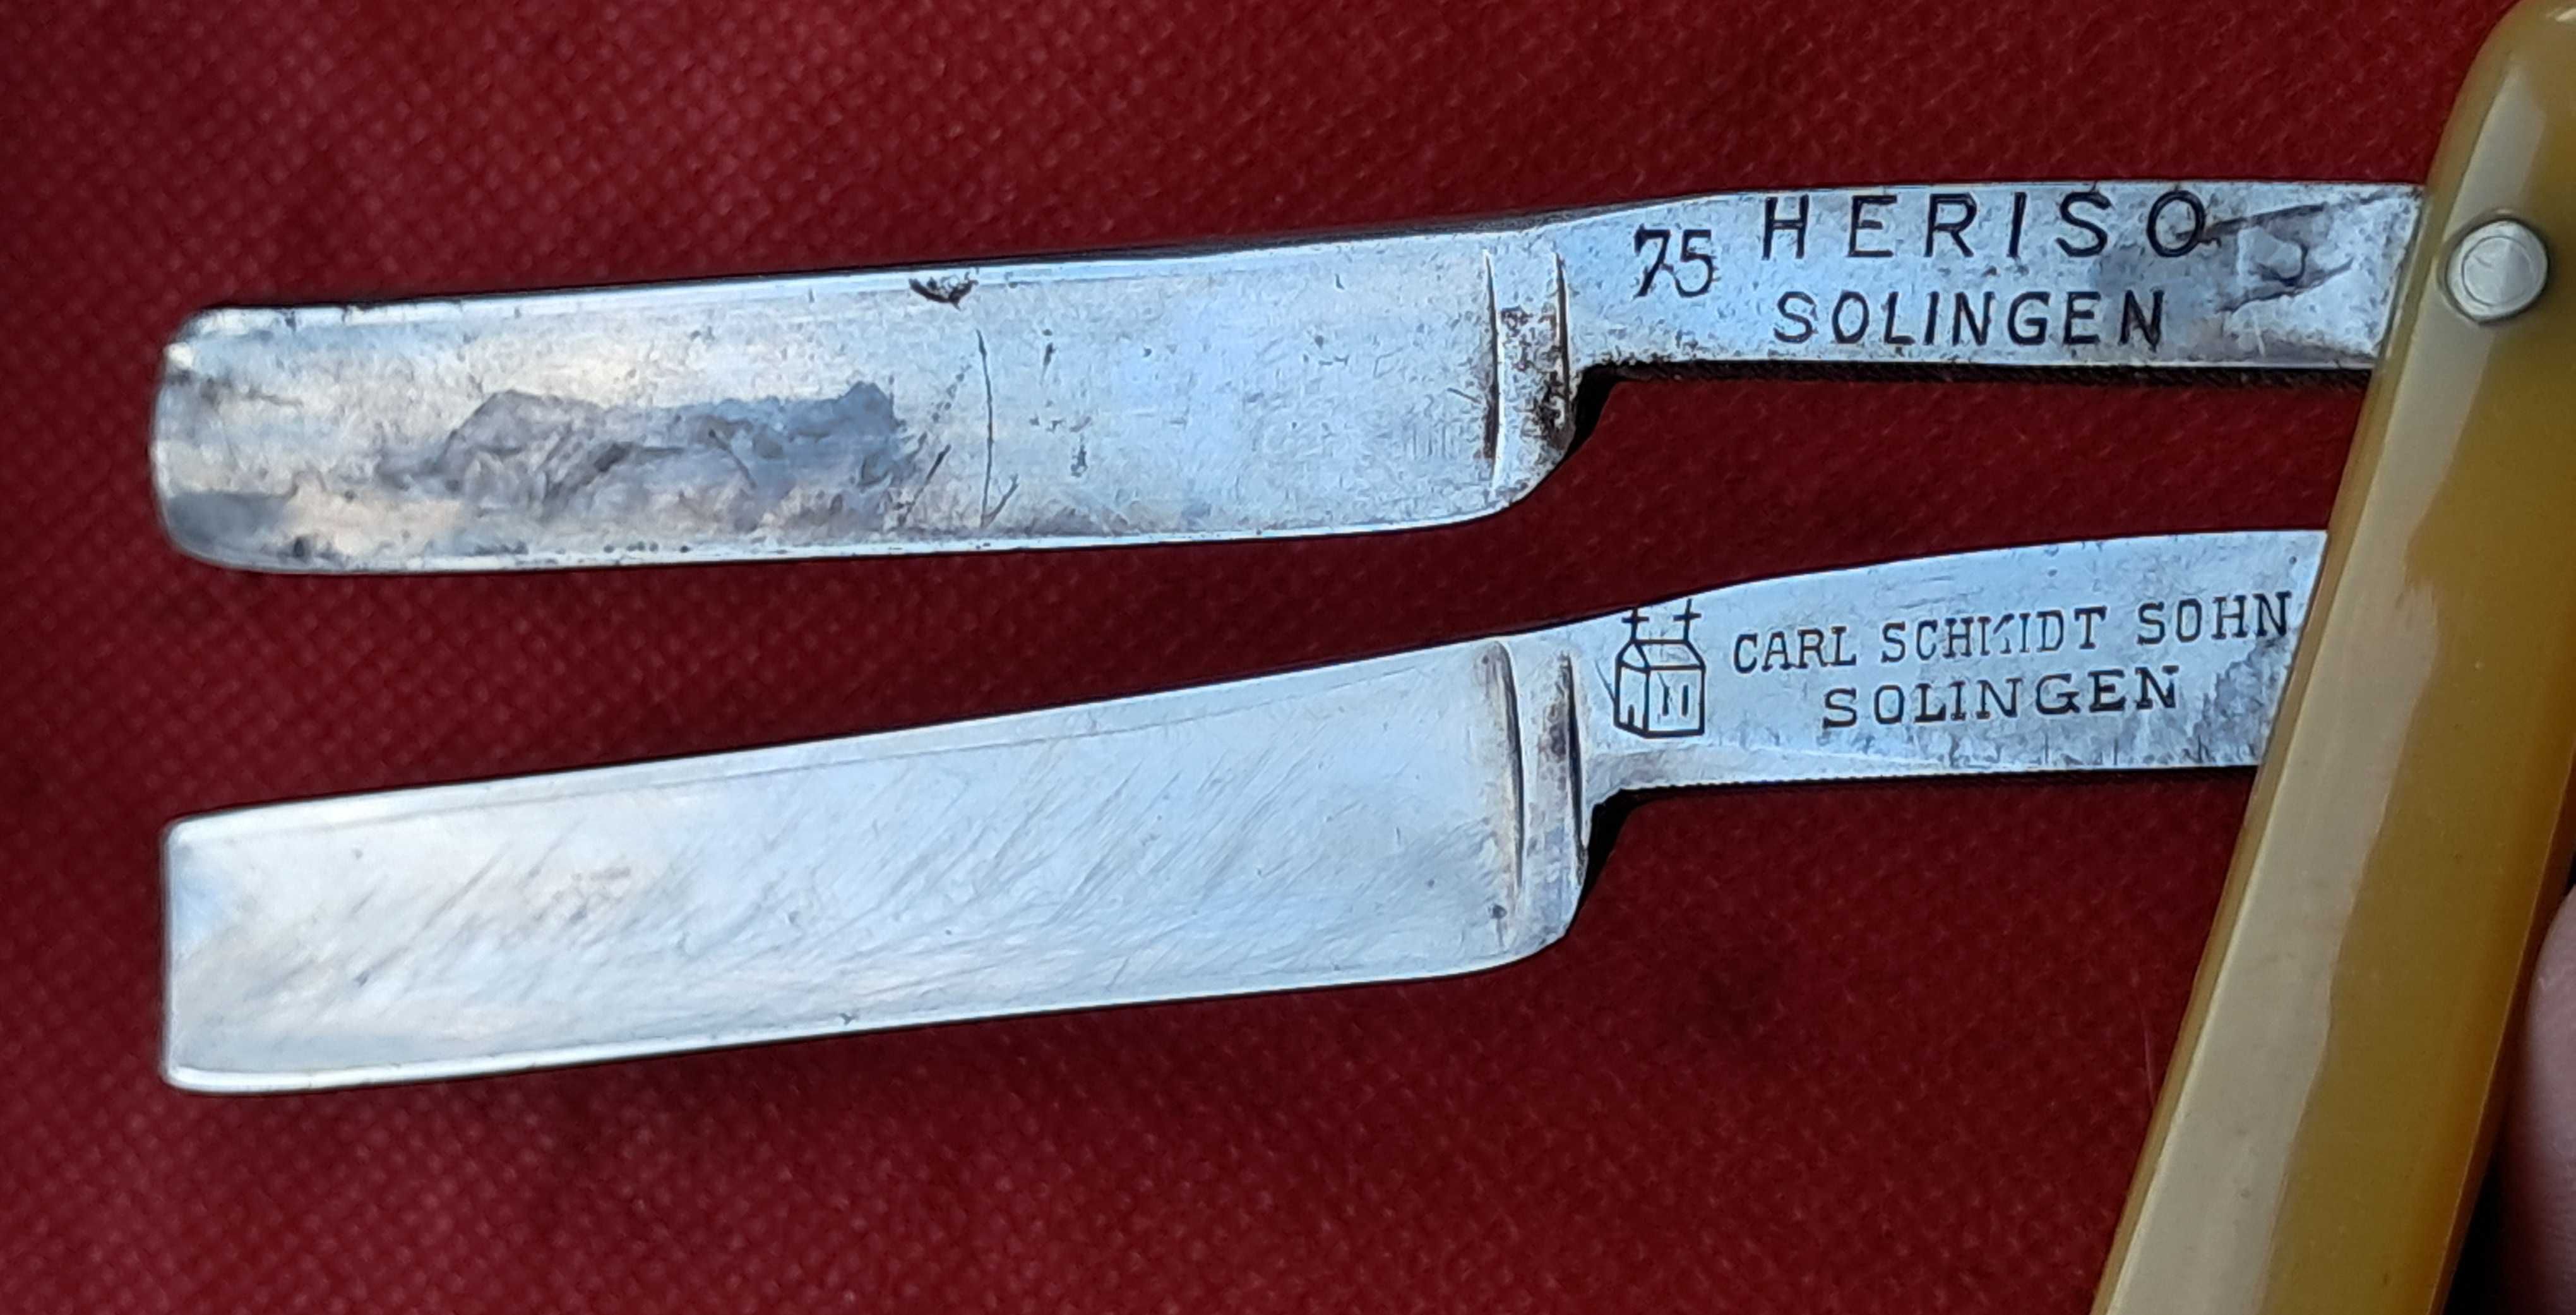 75 HERISO
SOLINGEN
CARL SCHMIDT SOHN
SOLINGEN